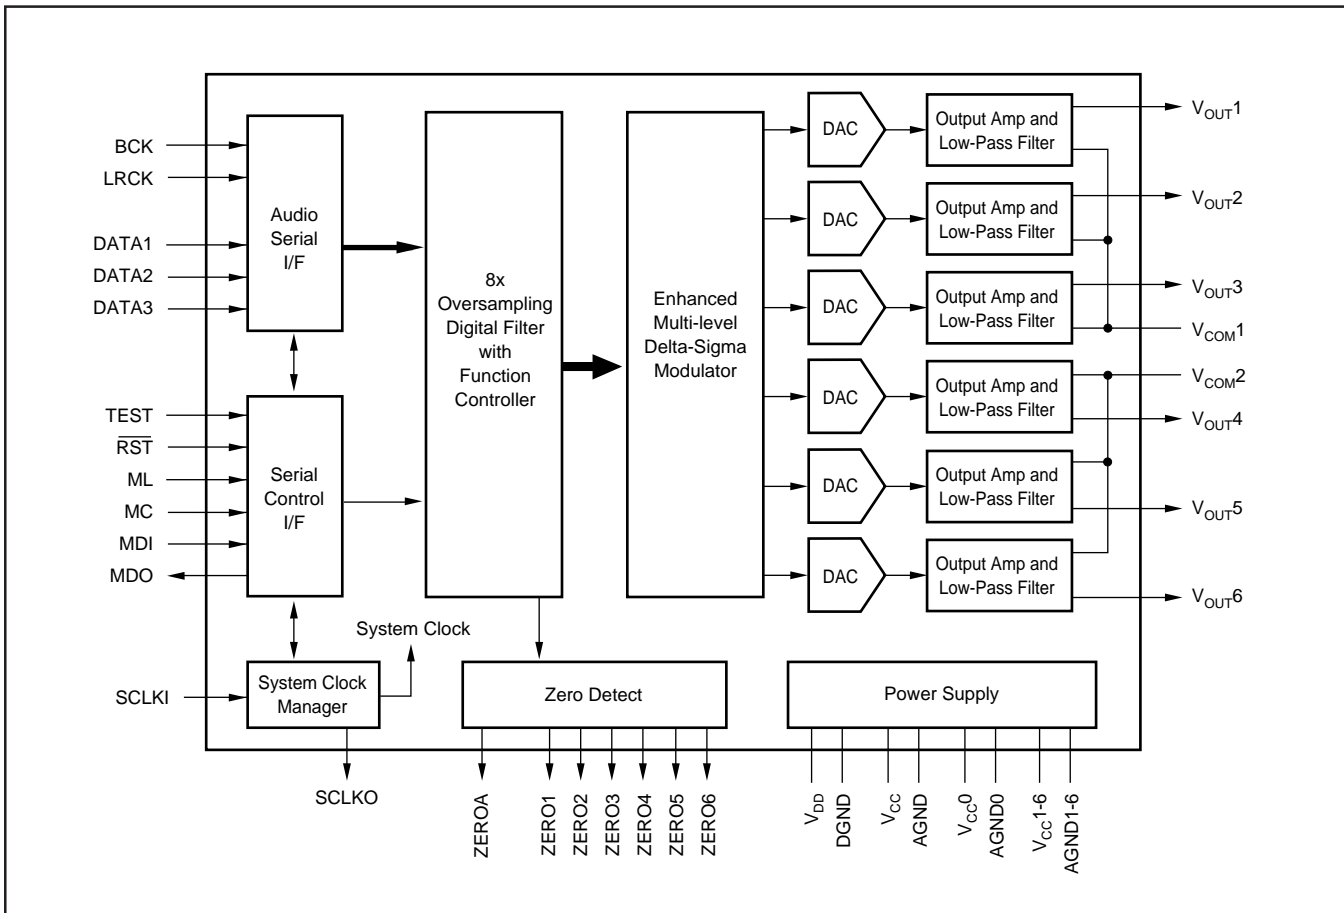 BCK
LRCK
DATA1
DATA2
DATA3
TEST
RST
ML
MC
MDI
MDO
SCLKI
Audio
Serial
I/F
Serial
Control
I/F
System Clock
Manager
System Clock
SCLKO
8x
Oversampling
Digital Filter
with
Function
Controller
Enhanced
Multi-level
Delta-Sigma
Modulator
DAC
DAC
DAC
DAC
DAC
DAC
Output Amp and
Low-Pass Filter
Output Amp and
Low-Pass Filter
Output Amp and
Low-Pass Filter
Output Amp and
Low-Pass Filter
Output Amp and
Low-Pass Filter
Output Amp and
Low-Pass Filter
VOUT1
VOUT2
VOUT3
VCOM1
VCOM2
VOUT4
VOUT5
VOUT6
Zero Detect
ZEROA
ZERO1
ZERO2
ZERO3
ZERO4
ZERO5
ZERO6
Power Supply
VDD
DGND
VCC
AGND
VCC0
AGND0
VCC1-6
AGND1-6